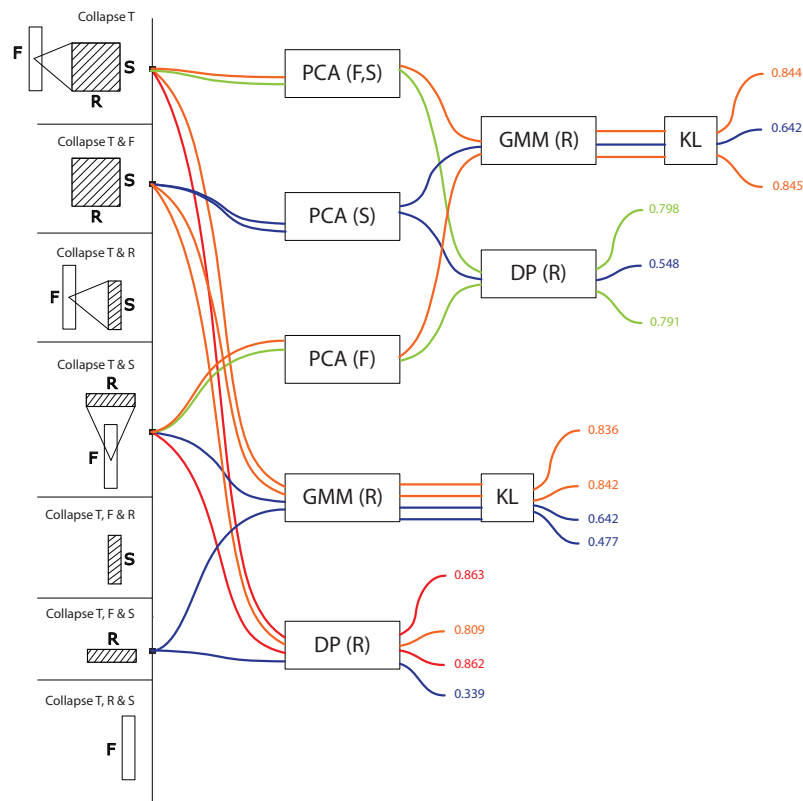 Collapse T
F
S
R
Collapse T & F
S
R
Collapse T & R
F
S
Collapse T & S
R
F
Collapse T, F & R
S
Collapse T, F & S
R
Collapse T, R & S
F
PCA (F,S)
PCA (S)
PCA (F)
GMM (R)
DP (R)
GMM (R)
KL
0.844
0.642
0.845
DP (R)
0.798
0.548
0.791
KL
0.836
0.842
0.642
0.477
0.863
0.809
0.862
0.339